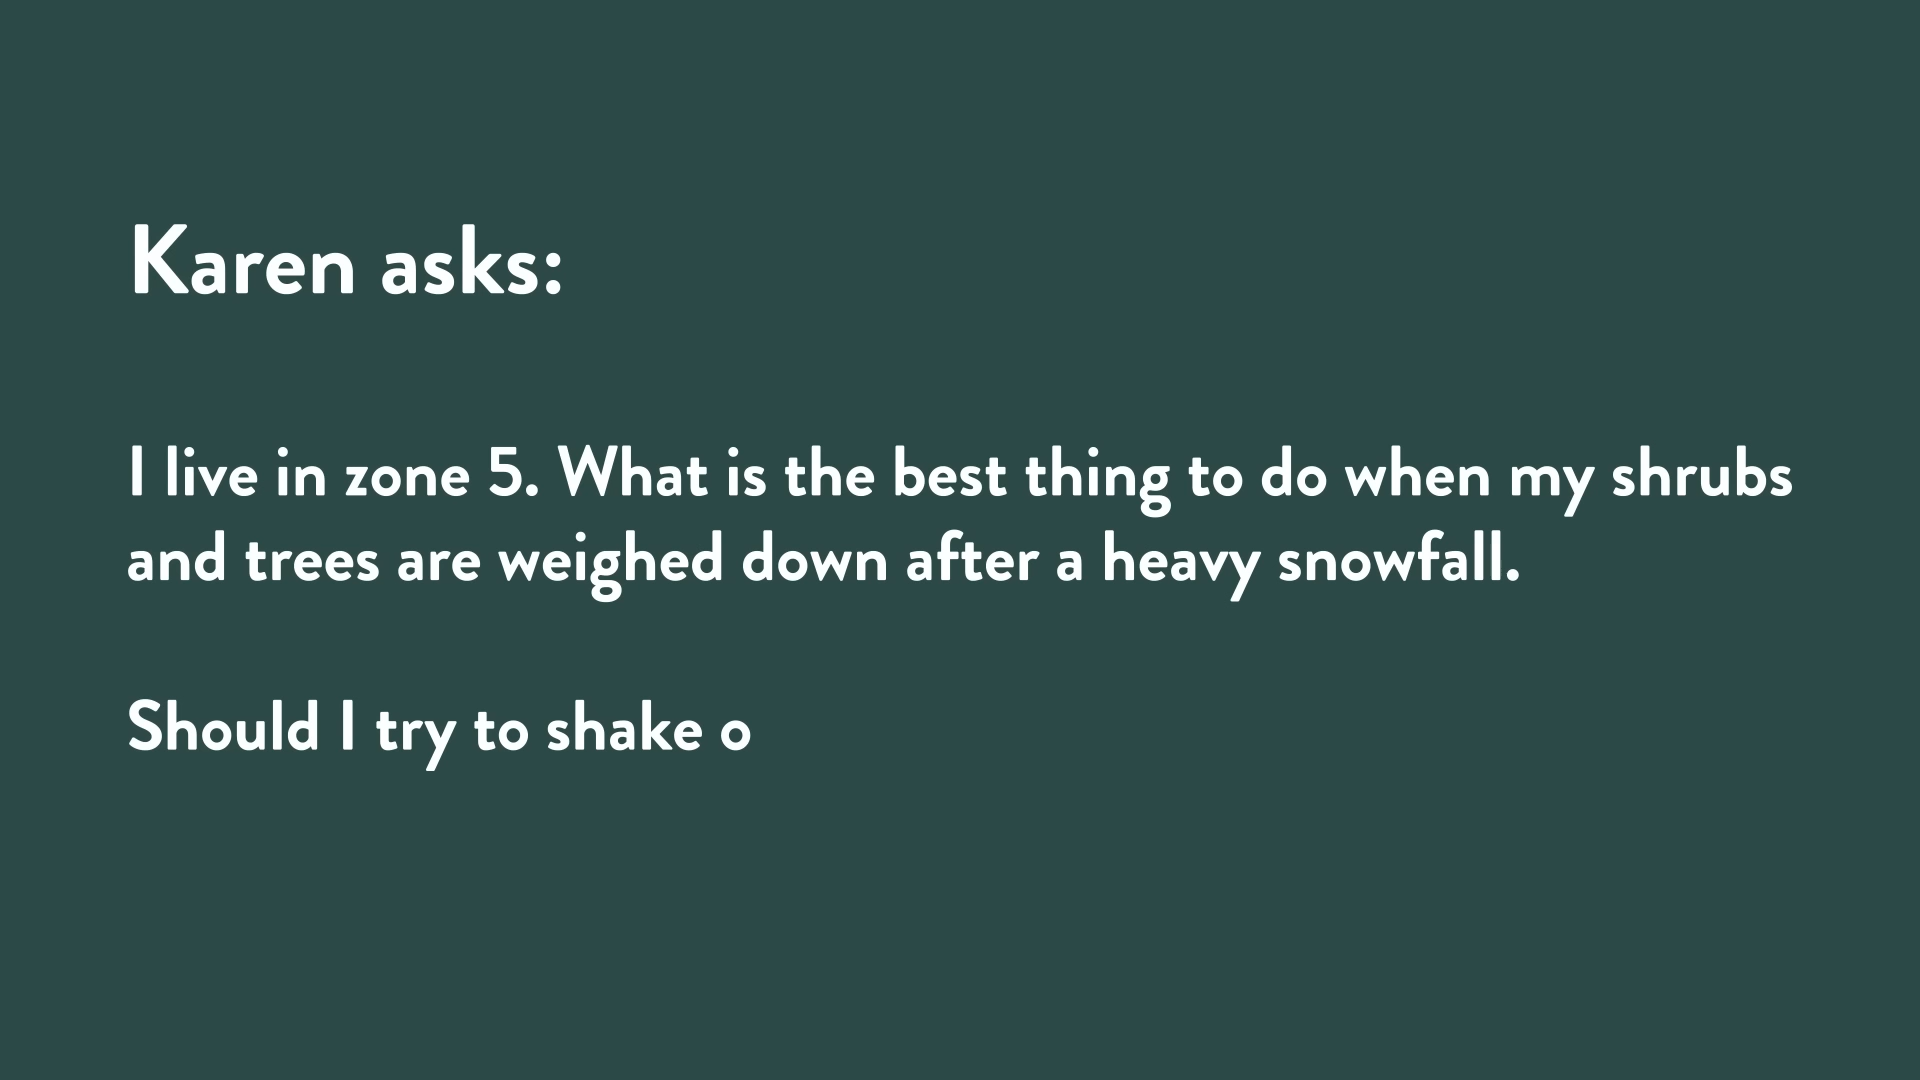 Karen asks:
I live in zone 5. What is the best thing to do when my shrubs
and trees are weighed down after a heavy snowfall.
Should I try to shake o